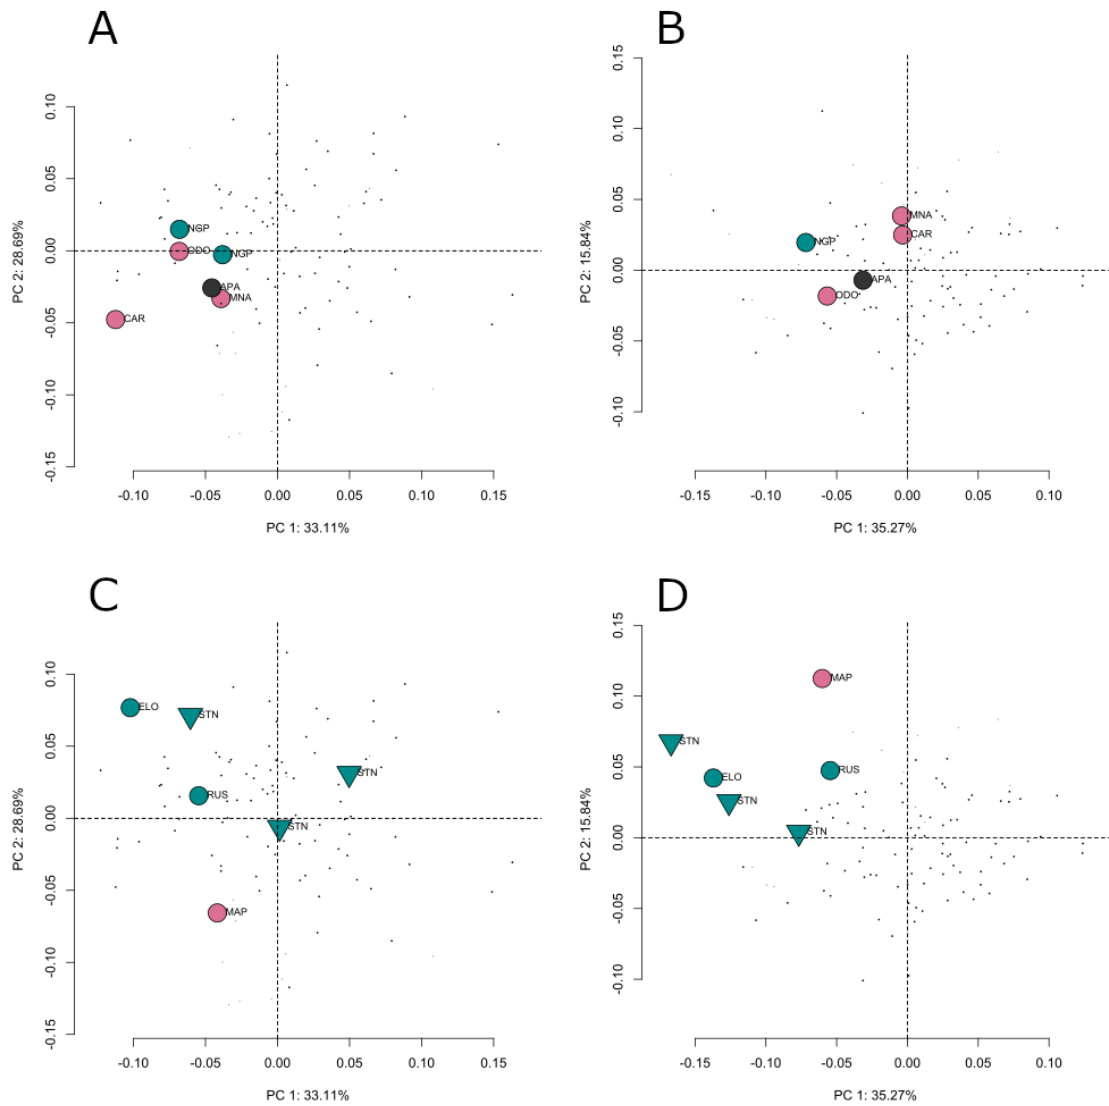 A
PC 2: 28.69%
0.10
0.05
0.00
-0.05
-0.10
-0.15
NGP
ODO
NGP
APA
MNA
CAR
-0.10
-0.05
0.00
0.05
0.10
0.15
PC 1: 33.11%
B
PC 2: 15.84%
0.15
0.10
0.05
0.00
-0.05
-0.10
MNA
CAR
NGP
APA
ODO
-0.15
-0.10
-0.05
0.00
0.05
0.10
PC 1: 35.27%
C
PC 2: 28.69%
0.10
0.05
0.00
-0.05
-0.10
-0.15
ELO
STN
STN
RUS
STN
MAP
-0.10
-0.05
0.00
0.05
0.10
0.15
PC 1: 33.11%
D
PC 2: 15.84%
0.15
0.10
0.05
0.00
-0.05
-0.10
MAP
STN
RUS
ELO
STN
STN
-0.15
-0.10
-0.05
0.00
0.05
0.10
PC 1: 35.27%